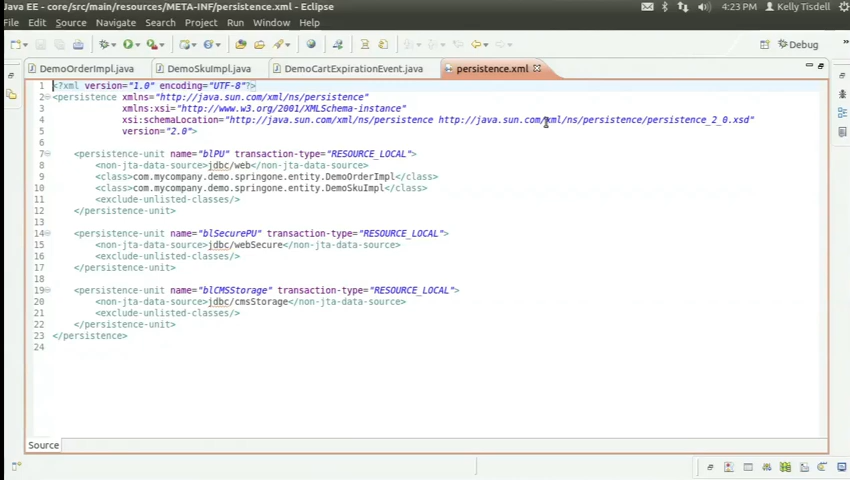 Java EE - core/src/main/resources/META-INF/persistence.xml - Eclipse
4:23 PM
Kelly Tisdell
File Edit Source Navigate Search Project Run Window Help
Debug
DemoOrderImpl.java
DemoSkuImpl.java
DemoCartExpirationEvent.java
persistence.xml
1 <?xml version="1.0" encoding="UTF-8"?>
2 <persistence xmlns="http://java.sun.com/xml/ns/persistence"
3 xmlns:xsi="http://www.w3.org/2001/XMLSchema-instance"
4 xsi:schemaLocation="http://java.sun.com/xml/ns/persistence http://java.sun.com/xml/ns/persistence/persistence_2_0.xsd"
5 version="2.0">
6
7 <persistence-unit name="blPU" transaction-type="RESOURCE_LOCAL">
8 <non-jta-data-source>jdbc/web</non-jta-data-source>
9 <class>com.mycompany.demo.springone.entity.DemoOrderImpl</class>
10 <class>com.mycompany.demo.springone.entity.DemoSkuImpl</class>
11 <exclude-unlisted-classes/>
12 </persistence-unit>
13
14 <persistence-unit name="blSecurePU" transaction-type="RESOURCE_LOCAL">
15 <non-jta-data-source>jdbc/webSecure</non-jta-data-source>
16 <exclude-unlisted-classes/>
17 </persistence-unit>
18
19 <persistence-unit name="blCMSStorage" transaction-type="RESOURCE_LOCAL">
20 <non-jta-data-source>jdbc/cmsStorage</non-jta-data-source>
21 <exclude-unlisted-classes/>
22 </persistence-unit>
23 </persistence>
24
Source